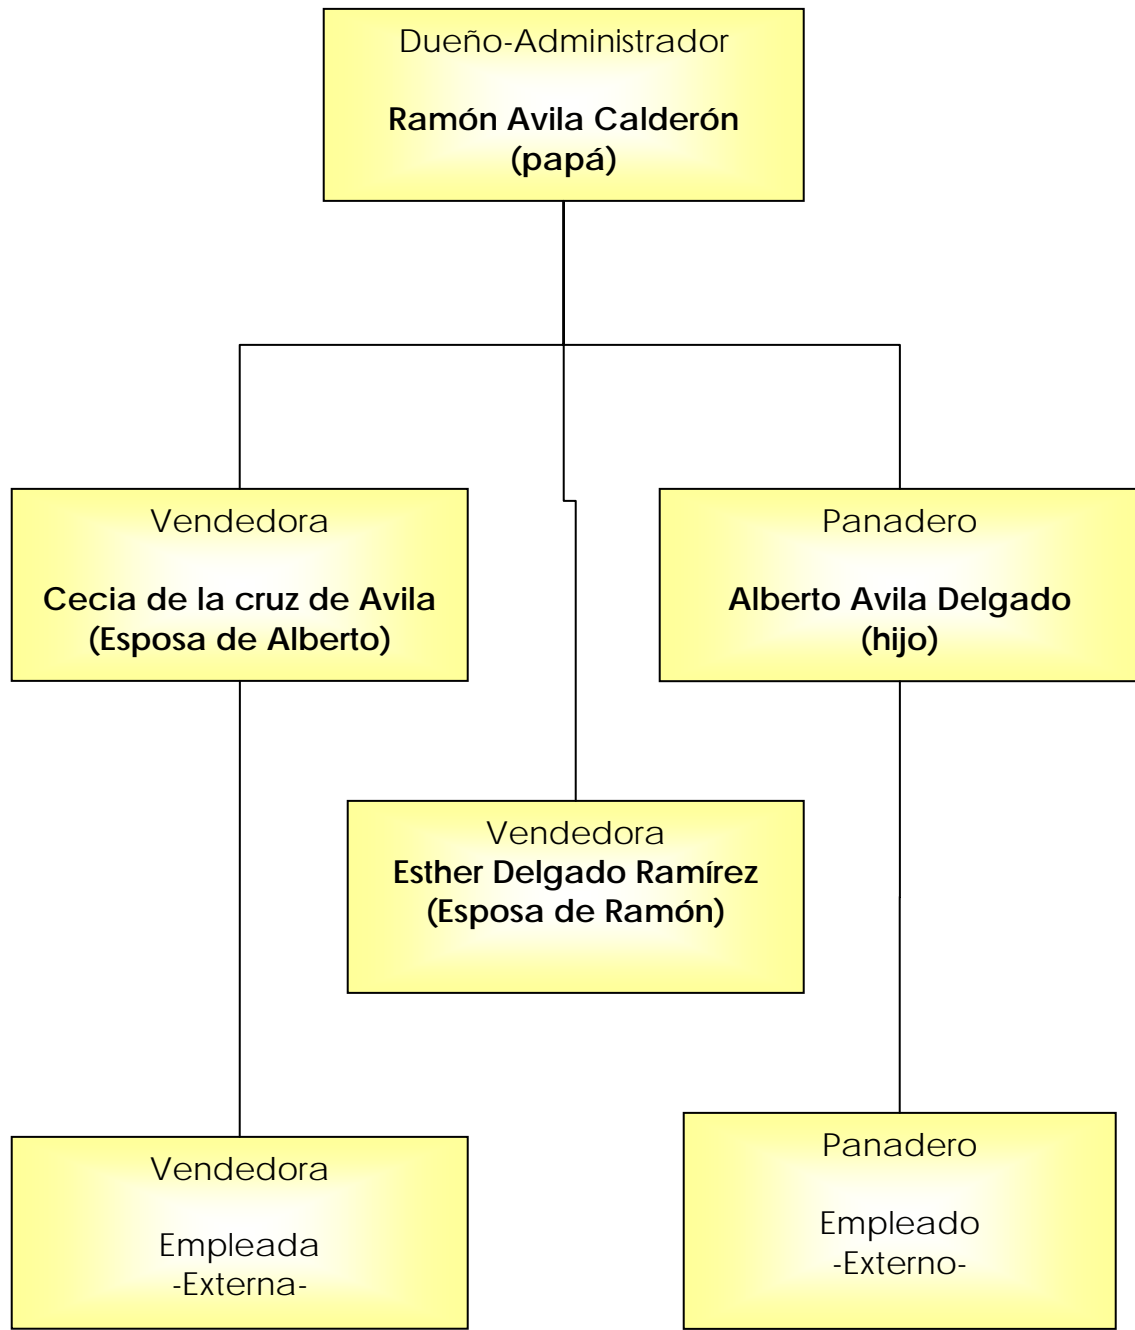 Dueño-Administrador
Ramón Avila Calderón
(papá)
Vendedora
Cecia de la cruz de Avila
(Esposa de Alberto)
Panadero
Alberto Avila Delgado
(hijo)
Vendedora
Esther Delgado Ramírez
(Esposa de Ramón)
Vendedora
Empleada
-Externa-
Panadero
Empleado
-Externo-